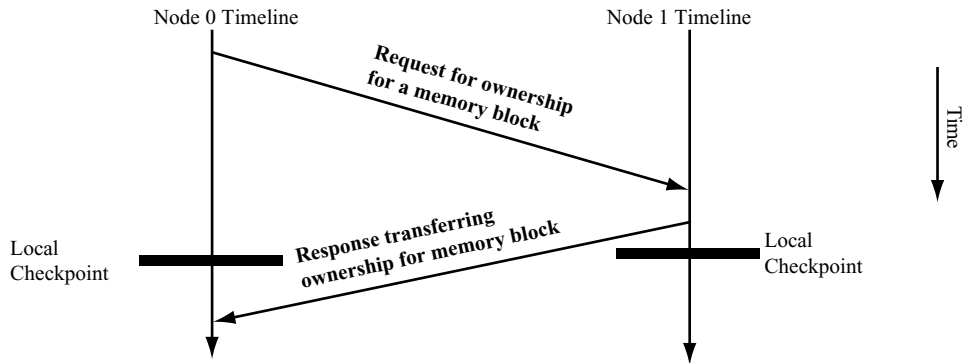 Node 0 Timeline
Node 1 Timeline
Request for ownership
for a memory block
Time
Response transferring
ownership for memory block
Local
Checkpoint
Local
Checkpoint